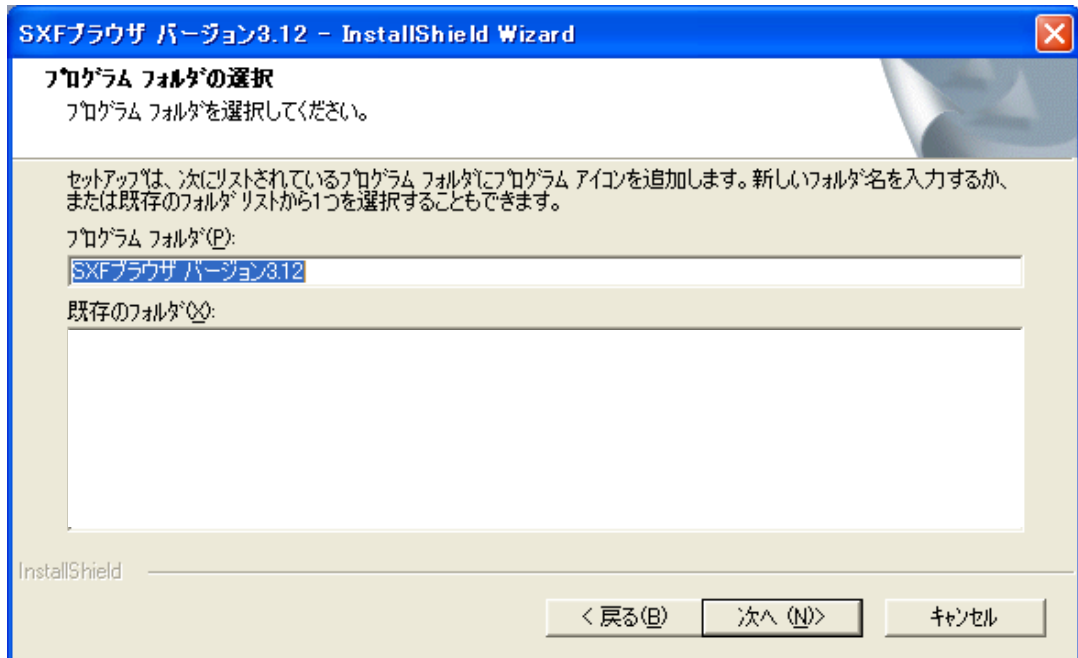 SXFブラウザ バージョン3.12 - InstallShield Wizard
プログラム フォルダの選択
プログラム フォルダを選択してください。
セットアップは、次にリストされているプログラム フォルダにプログラム アイコンを追加します。新しいフォルダ名を入力するか、
または既存のフォルダ リストから1つを選択することもできます。
プログラム フォルダ(P):
SXFブラウザ バージョン3.12
既存のフォルダ(X):
InstallShield
< 戻る(B)
次へ (N)>
キャンセル